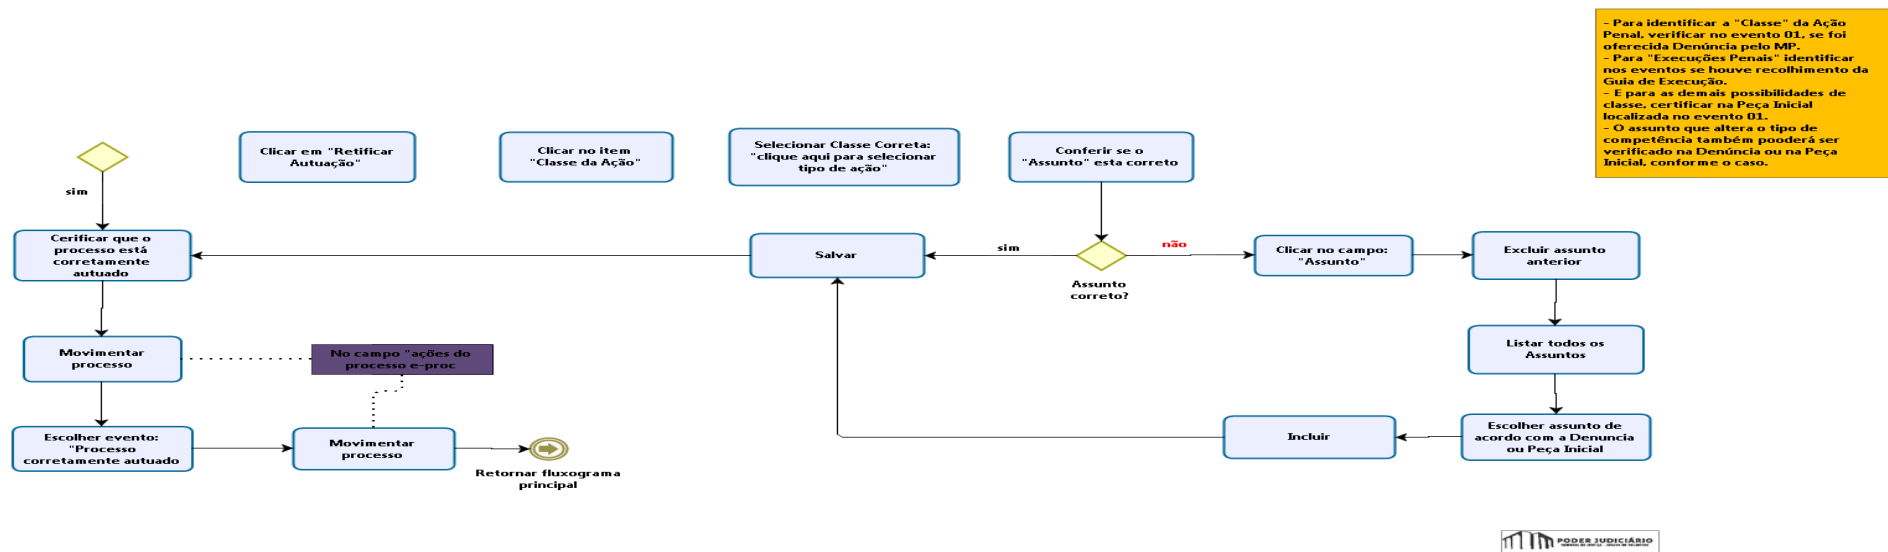 - Para identificar a "Classe" da Ação
Penal, verificar no evento 01, se foi
oferecida Denúncia pelo MP.
- Para "Execuções Penais" identificar
nos eventos se houve recolhimento da
Guia de Execução.
- E para as demais possibilidades de
classe, certificar na Peça Inicial
localizada no evento 01.
- O assunto que altera o tipo de
competência também pooderá ser
verificado na Denúncia ou na Peça
Inicial, conforme o caso.
Clicar em "Retificar
Autuação"
Clicar no item
"Classe da Ação"
Selecionar Classe Correta:
"clique aqui para selecionar
tipo de ação"
Conferir se o
"Assunto" esta correto
sim
Cerificar que o
processo está
corretamente
autuado
Salvar
sim
Assunto
correto?
não
Clicar no campo:
"Assunto"
Excluir assunto
anterior
Movimentar
processo
No campo "ações do
processo e-proc
Listar todos os
Assuntos
Escolher evento:
"Processo
corretamente autuado
Movimentar
processo
Retornar fluxograma
principal
Incluir
Escolher assunto de
acordo com a Denuncia
ou Peça Inicial
PODER JUDICIÁRIO